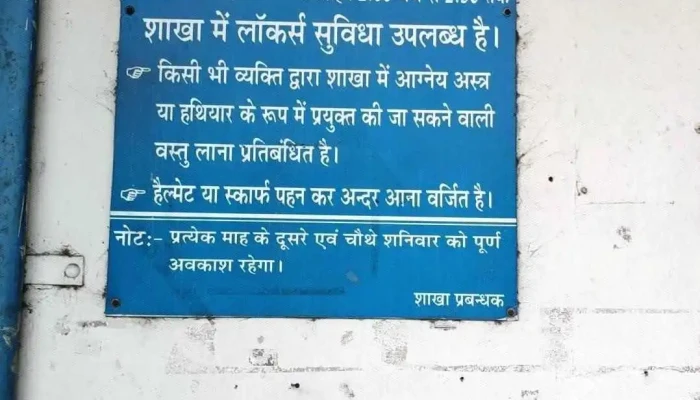 शाखा में लॉकर्स सुविधा उपलब्ध है।
किसी भी व्यक्ति द्वारा शाखा में आग्नेय अस्त्र
या हथियार के रूप में प्रयुक्त की जा सकने वाली
वस्तु लाना प्रतिबंधित है।
हैल्मेट या स्कार्फ पहन कर अन्दर आना वर्जित है।
नोटः- प्रत्येक माह के दूसरे एवं चौथे शनिवार को पूर्ण
अवकाश रहेगा।
शाखा प्रबन्धक